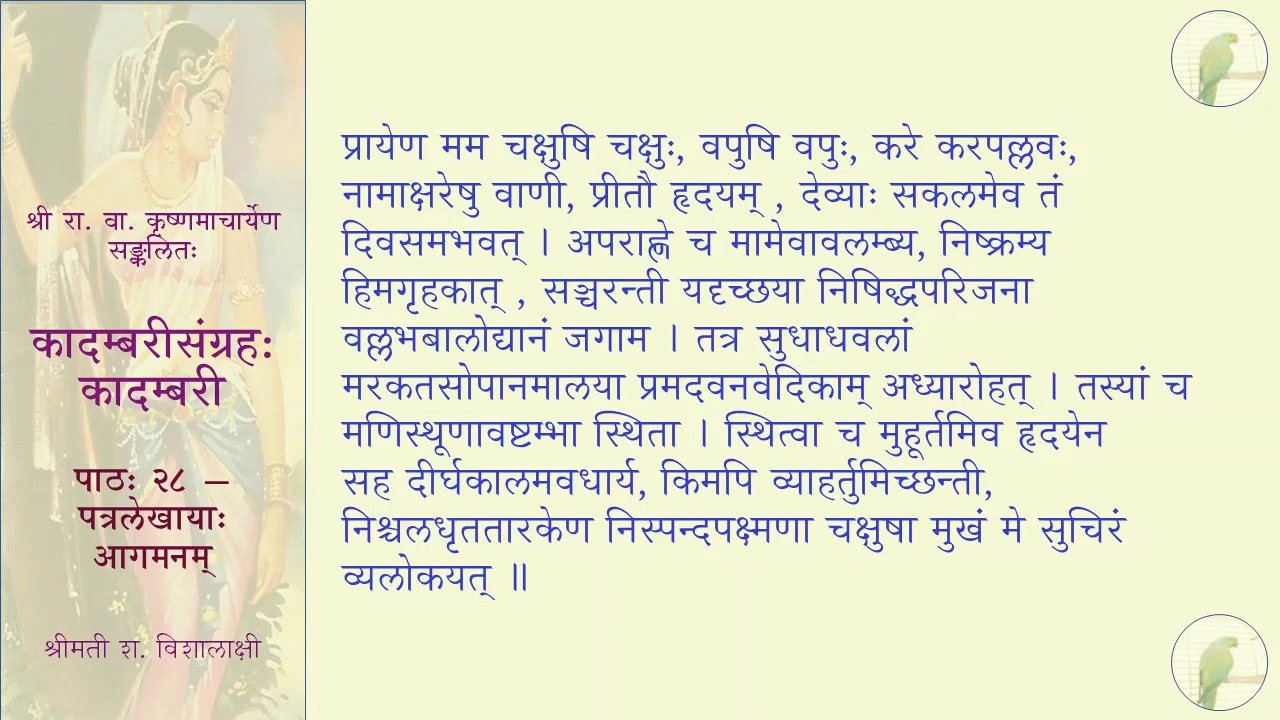 श्री रा. वा. कृष्णमाचार्येण
सङ्कलितः
कादम्बरीसंग्रहः
कादम्बरी
पाठः २८ –
पत्रलेखायाः
आगमनम्
श्रीमती श. विशालाक्षी
प्रायेण मम चक्षुषि चक्षुः, वपुषि वपुः, करे करपल्लवः,
नामाक्षरेषु वाणी, प्रीतौ हृदयम् , देव्याः सकलमेव तं
दिवसमभवत् । अपराह्णे च मामेवावलम्ब्य, निष्क्रम्य
हिमगृहकात् , सञ्चरन्ती यदृच्छया निषिद्धपरिजना
वल्लभबालोद्यानं जगाम । तत्र सुधाधवलां
मरकतसोपानमालया प्रमदवनवेदिकाम् अध्यारोहत् । तस्यां च
मणिस्थूणावष्टम्भा स्थिता । स्थित्वा च मुहूर्तमिव हृदयेन
सह दीर्घकालमवधार्य, किमपि व्याहर्तुमिच्छन्ती,
निश्चलधृततारकेण निस्पन्दपक्ष्मणा चक्षुषा मुखं मे सुचिरं
व्यलोकयत् ॥